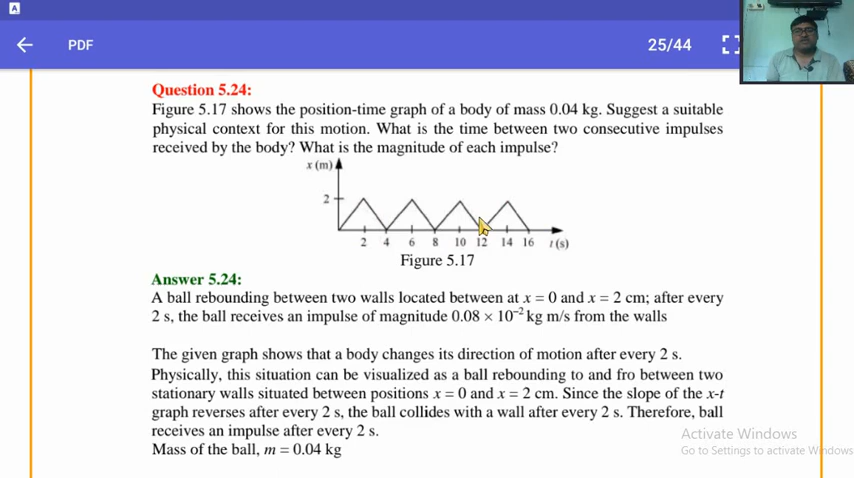 A
PDF
25/44
Question 5.24:
Figure 5.17 shows the position-time graph of a body of mass 0.04 kg. Suggest a suitable
physical context for this motion. What is the time between two consecutive impulses
received by the body? What is the magnitude of each impulse?
x (m)
2
2 4 6 8 10 12 14 16 t (s)
Figure 5.17
Answer 5.24:
A ball rebounding between two walls located between at x = 0 and x = 2 cm; after every
2 s, the ball receives an impulse of magnitude 0.08 × 10⁻² kg m/s from the walls
The given graph shows that a body changes its direction of motion after every 2 s.
Physically, this situation can be visualized as a ball rebounding to and fro between two
stationary walls situated between positions x = 0 and x = 2 cm. Since the slope of the x-t
graph reverses after every 2 s, the ball collides with a wall after every 2 s. Therefore, ball
receives an impulse after every 2 s.
Mass of the ball, m = 0.04 kg
Activate Windows
Go to Settings to activate Windows